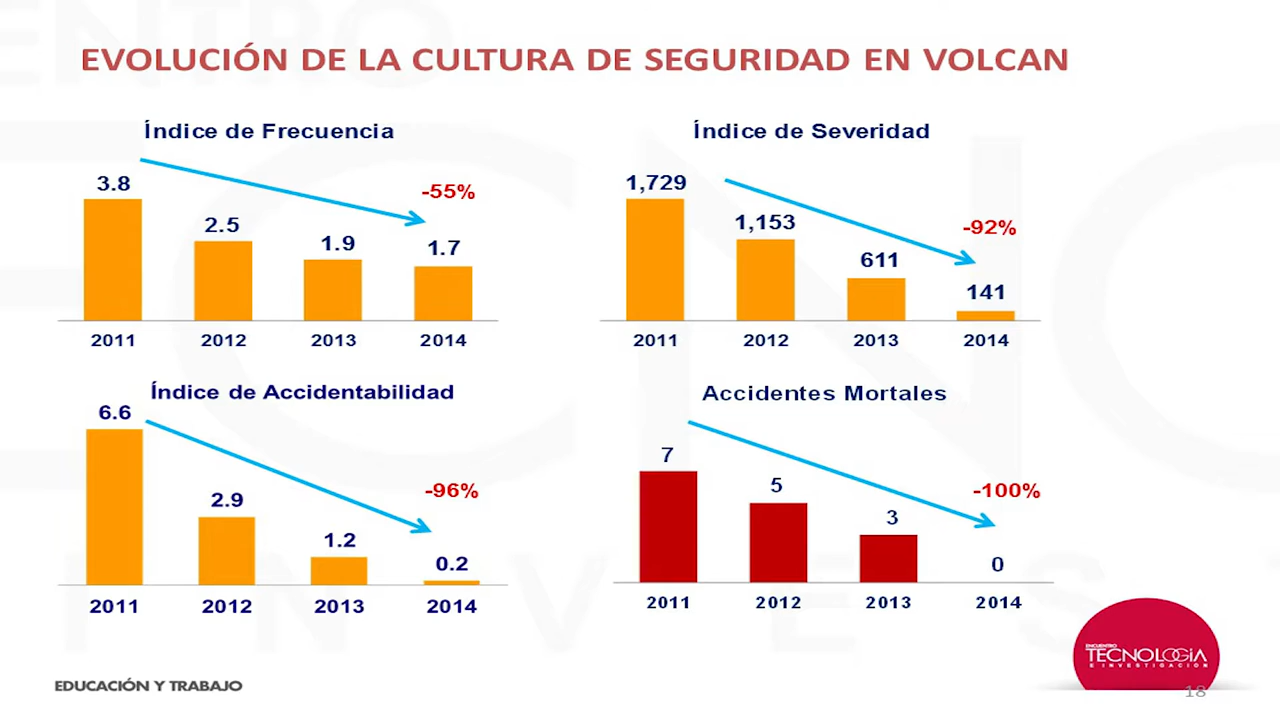 EVOLUCIÓN DE LA CULTURA DE SEGURIDAD EN VOLCAN
Índice de Frecuencia
-55%
3.8
2.5
1.9
1.7
2011 2012 2013 2014
Índice de Severidad
1,729
1,153
-92%
611
141
2011 2012 2013 2014
Índice de Accidentabilidad
6.6
-96%
2.9
1.2
0.2
2011 2012 2013 2014
Accidentes Mortales
7
5
-100%
3
0
2011 2012 2013 2014
EDUCACIÓN Y TRABAJO
ENCUENTRO
TECNOLOGÍA
E INVESTIGACIÓN
18